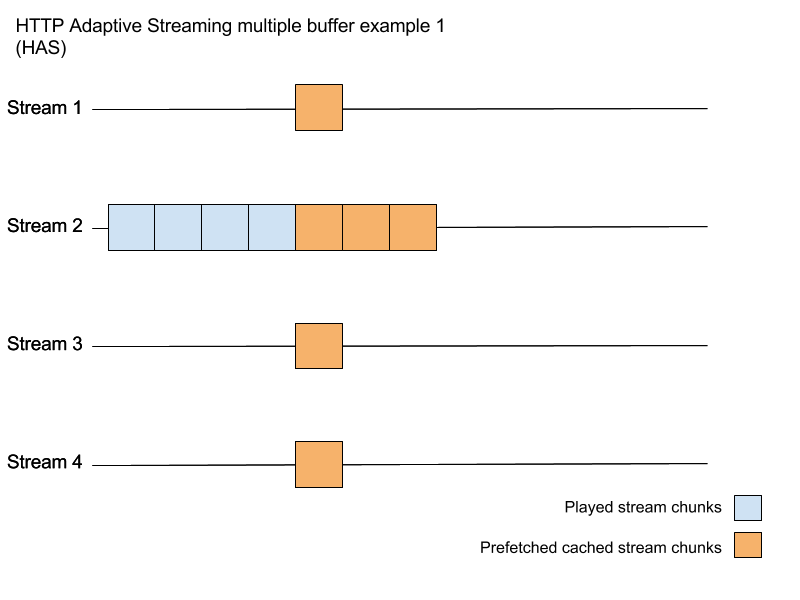 HTTP Adaptive Streaming multiple buffer example 1
(HAS)
Stream 1
Stream 2
Stream 3
Stream 4
Played stream chunks
Prefetched cached stream chunks